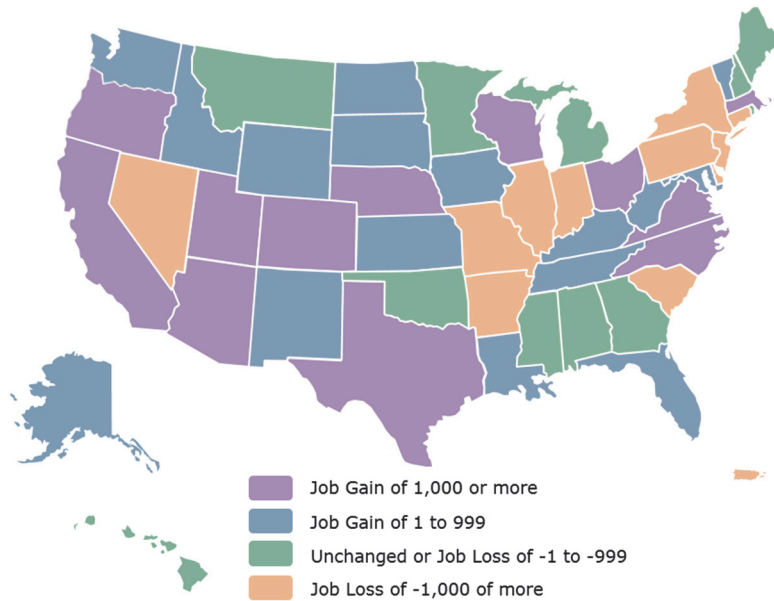 Job Gain of 1,000 or more
Job Gain of 1 to 999
Unchanged or Job Loss of -1 to -999
Job Loss of -1,000 of more